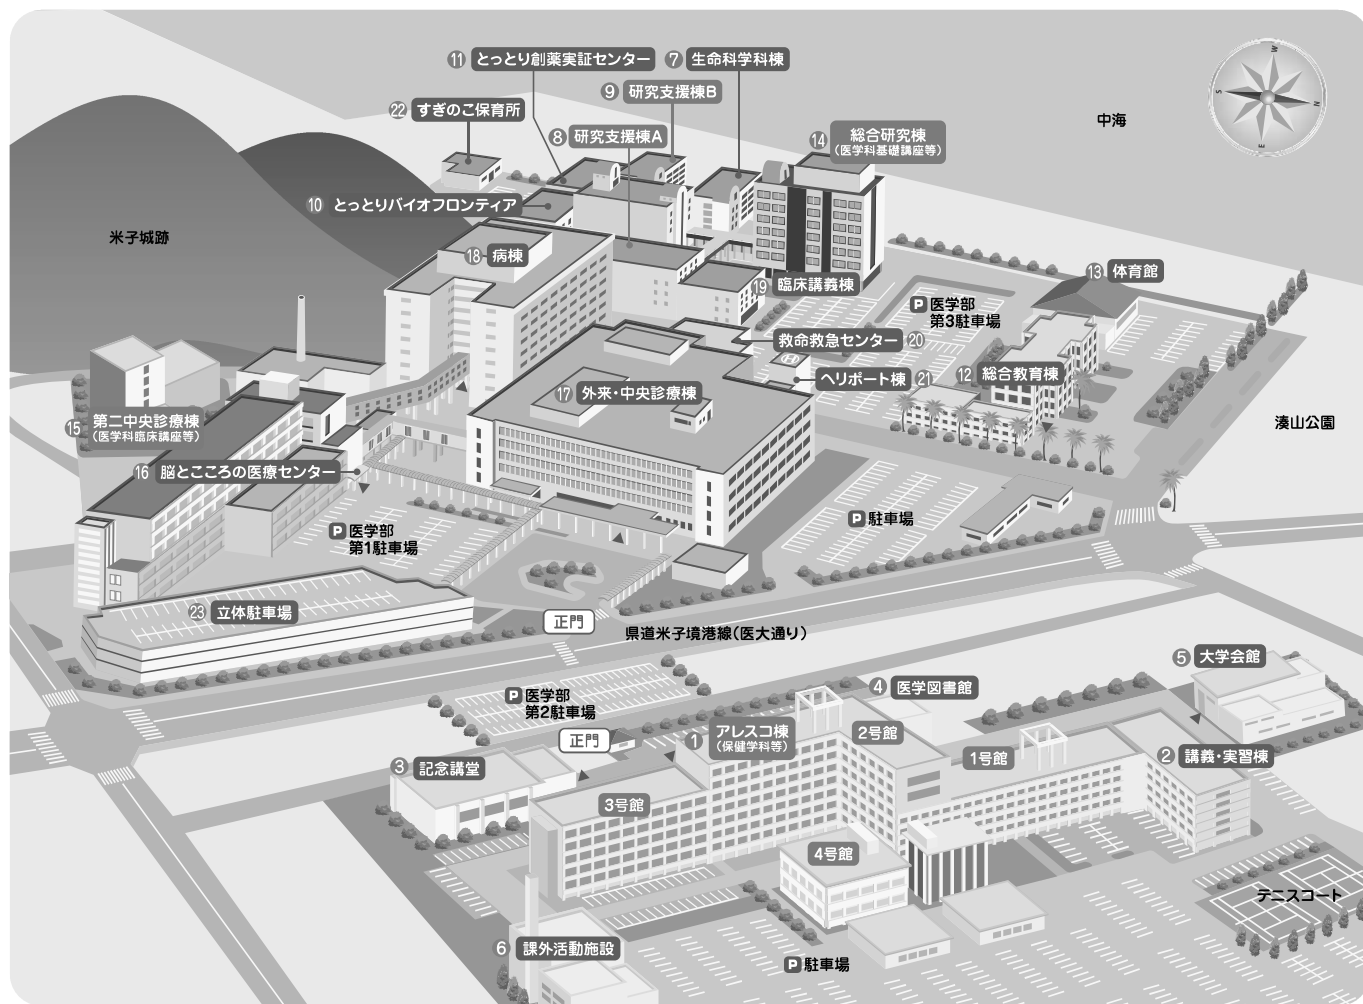 ⑪ とっとり創薬実証センター
⑦ 生命科学科棟
⑨ 研究支援棟B
㉒ すぎのこ保育所
⑧ 研究支援棟A
⑭ 総合研究棟
(医学科基礎講座等)
中海
W
S
N
E
⑩ とっとりバイオフロンティア
米子城跡
⑱ 病棟
⑲ 臨床講義棟
⑬ 体育館
P 医学部
第3駐車場
救命救急センター ⑳
H
ヘリポート棟 ㉑
⑫ 総合教育棟
⑰ 外来・中央診療棟
⑮ 第二中央診療棟
(医学科臨床講座等)
湊山公園
⑯ 脳とこころの医療センター
P 医学部
第1駐車場
P 駐車場
㉓ 立体駐車場
正門
県道米子境港線(医大通り)
⑤ 大学会館
P 医学部
第2駐車場
④ 医学図書館
正門
① アレスコ棟
(保健学科等)
2号館
1号館
② 講義・実習棟
③ 記念講堂
3号館
4号館
テニスコート
⑥ 課外活動施設
P 駐車場